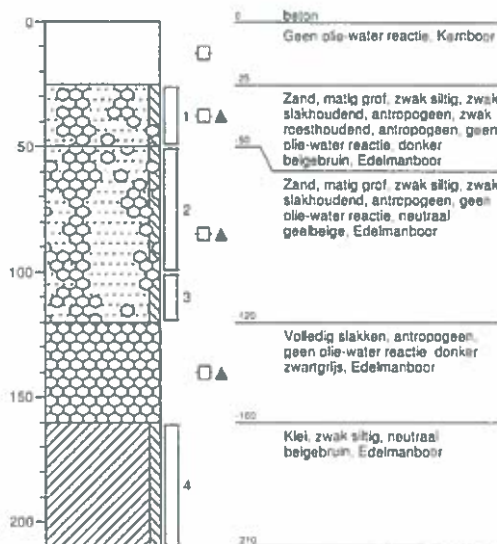 0
50
100
150
200
1
2
3
4
0
beton
Geen olie-water reactie, Kernboor
25
Zand, matig grof, zwak siltig, zwak
slakhoudend, antropogeen, zwak
roesthoudend, antropogeen, geen
olie-water reactie, donker
beigebruin, Edelmanboor
50
Zand, matig grof, zwak siltig, zwak
slakhoudend, antropogeen, geen
olie-water reactie, neutraal
geelbeige, Edelmanboor
-120
Volledig slakken, antropogeen,
geen olie-water reactie donker
zwartgrijs, Edelmanboor
-160
Klei, zwak siltig, neutraal
beigebruin, Edelmanboor
-210